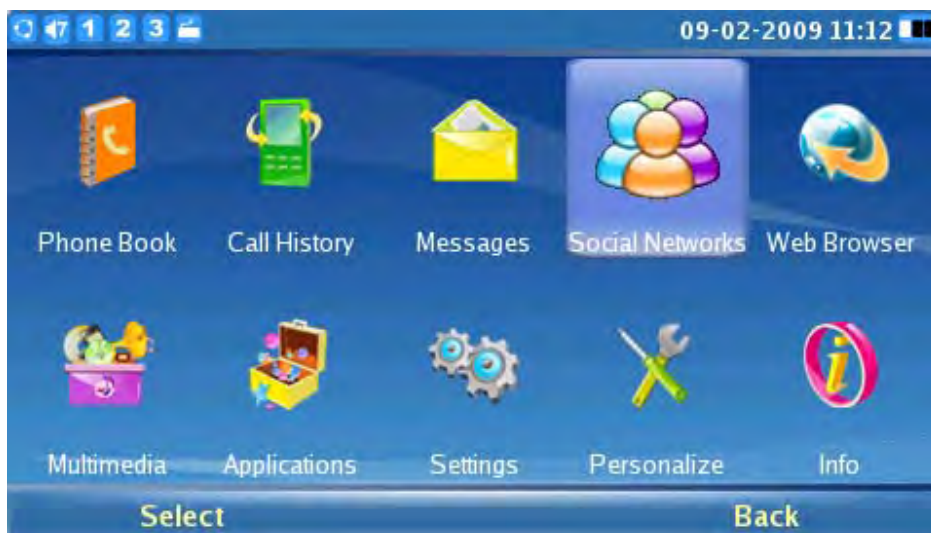 7 1 2 3 09-02-2009 11:12
Phone Book Call History Messages Social Networks Web Browser
Multimedia Applications Settings Personalize Info
Select Back